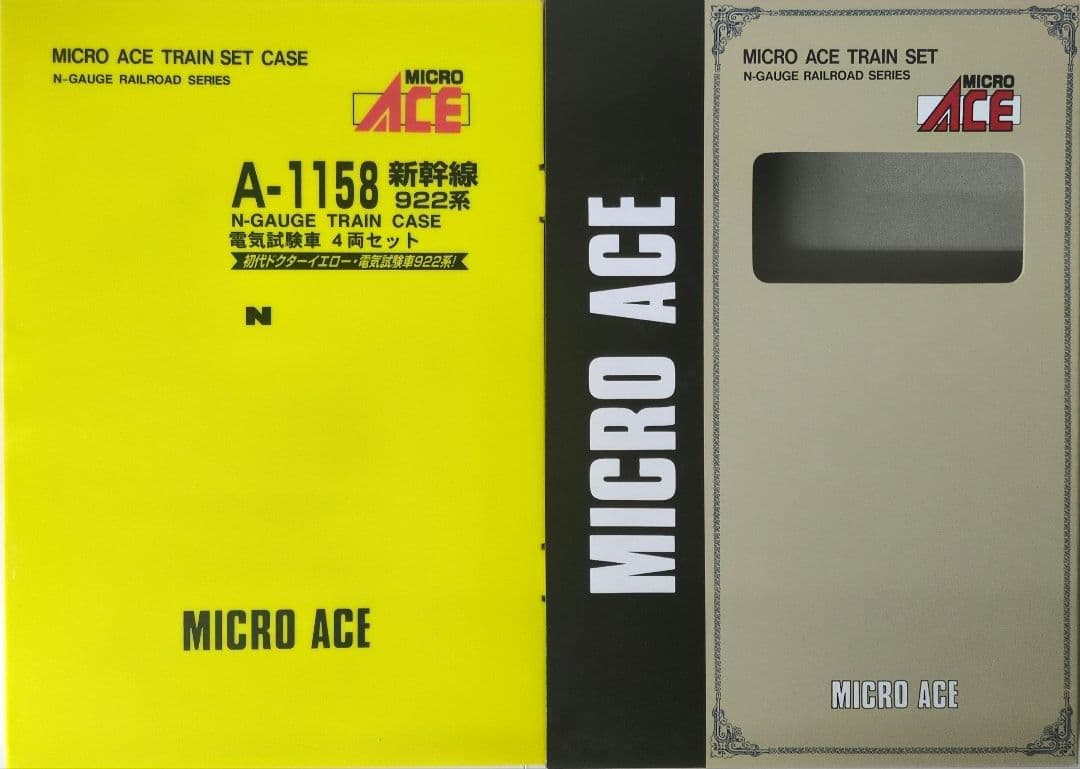 MICRO ACE TRAIN SET CASE
N-GAUGE RAILROAD SERIES
MICRO
ACE
A-1158 新幹線
922系
N-GAUGE TRAIN CASE
電気試験車 4両セット
初代ドクターイエロー・電気試験車922系!
N
MICRO ACE
MICRO ACE
MICRO ACE TRAIN SET
N-GAUGE RAILROAD SERIES
MICRO
ACE
MICRO ACE